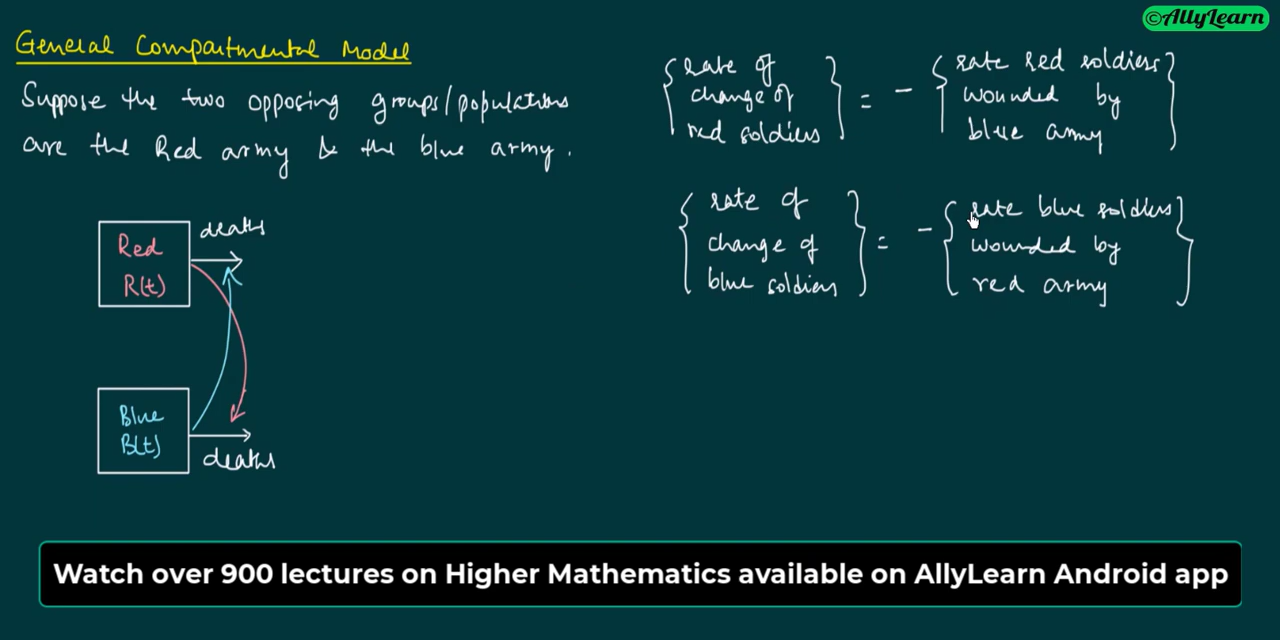 ©AllyLearn
General Compartmental Model
Suppose the two opposing groups/populations
are the Red army & the blue army.
Red
R(t)
deaths
Blue
B(t)
deaths
{rate of
change of
red soldiers} = - {rate red soldiers
wounded by
blue army}
{rate of
change of
blue soldiers} = - {rate blue soldiers
wounded by
red army}
Watch over 900 lectures on Higher Mathematics available on AllyLearn Android app